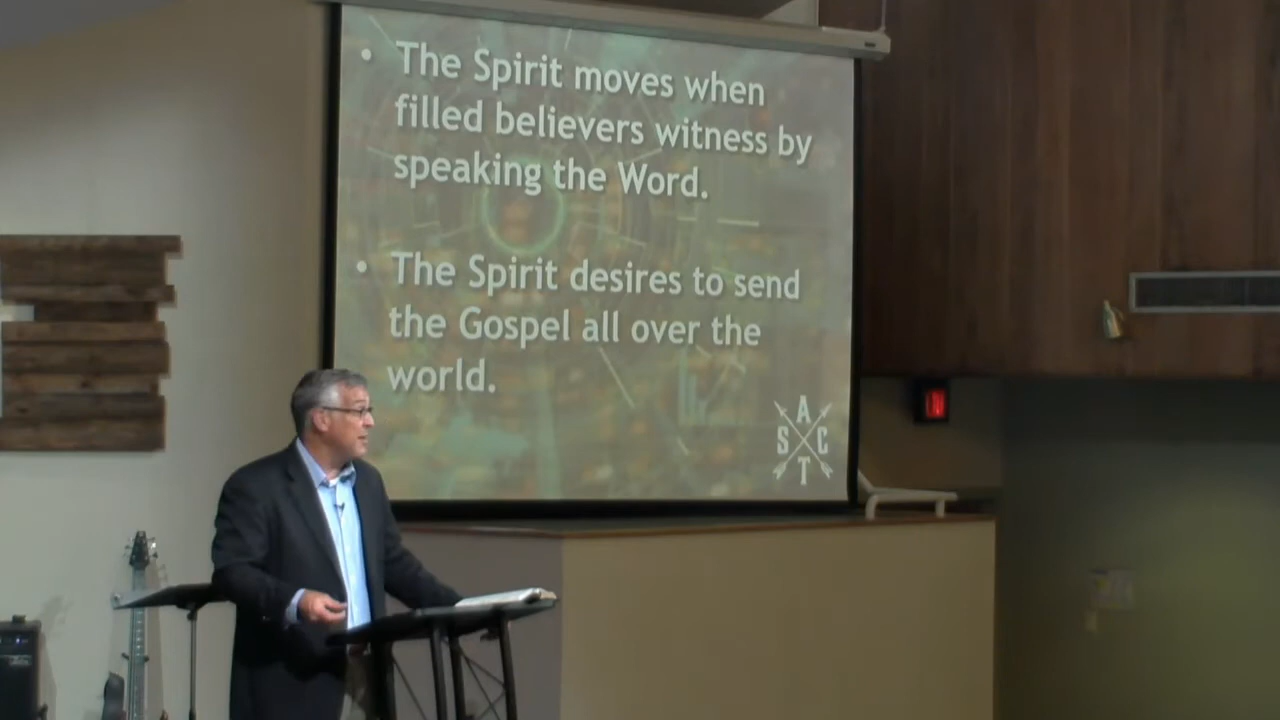 • The Spirit moves when
filled believers witness by
speaking the Word.
• The Spirit desires to send
the Gospel all over the
world.
A
S C
T